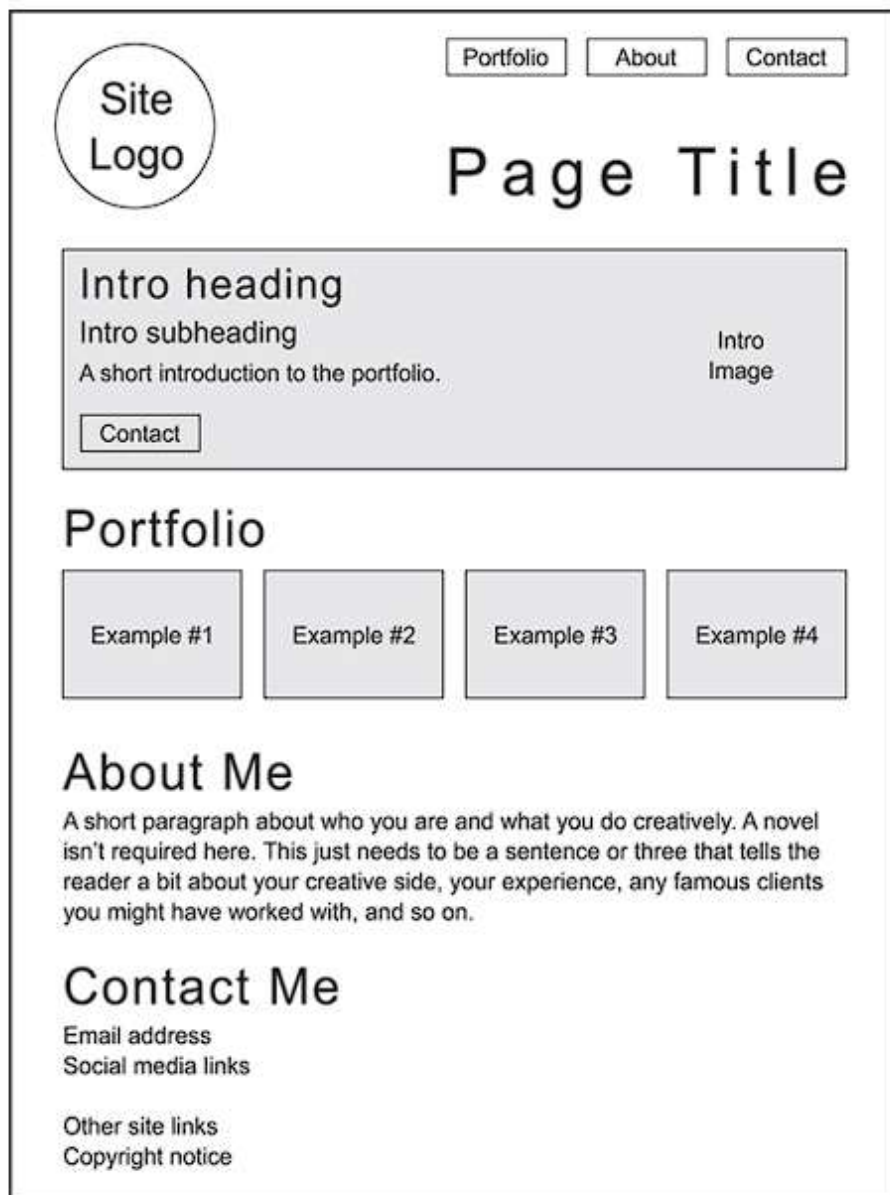 Site
Logo
Portfolio
About
Contact
Page Title
Intro heading
Intro subheading
A short introduction to the portfolio.
Contact
Intro
Image
Portfolio
Example #1
Example #2
Example #3
Example #4
About Me
A short paragraph about who you are and what you do creatively. A novel
isn’t required here. This just needs to be a sentence or three that tells the
reader a bit about your creative side, your experience, any famous clients
you might have worked with, and so on.
Contact Me
Email address
Social media links
Other site links
Copyright notice